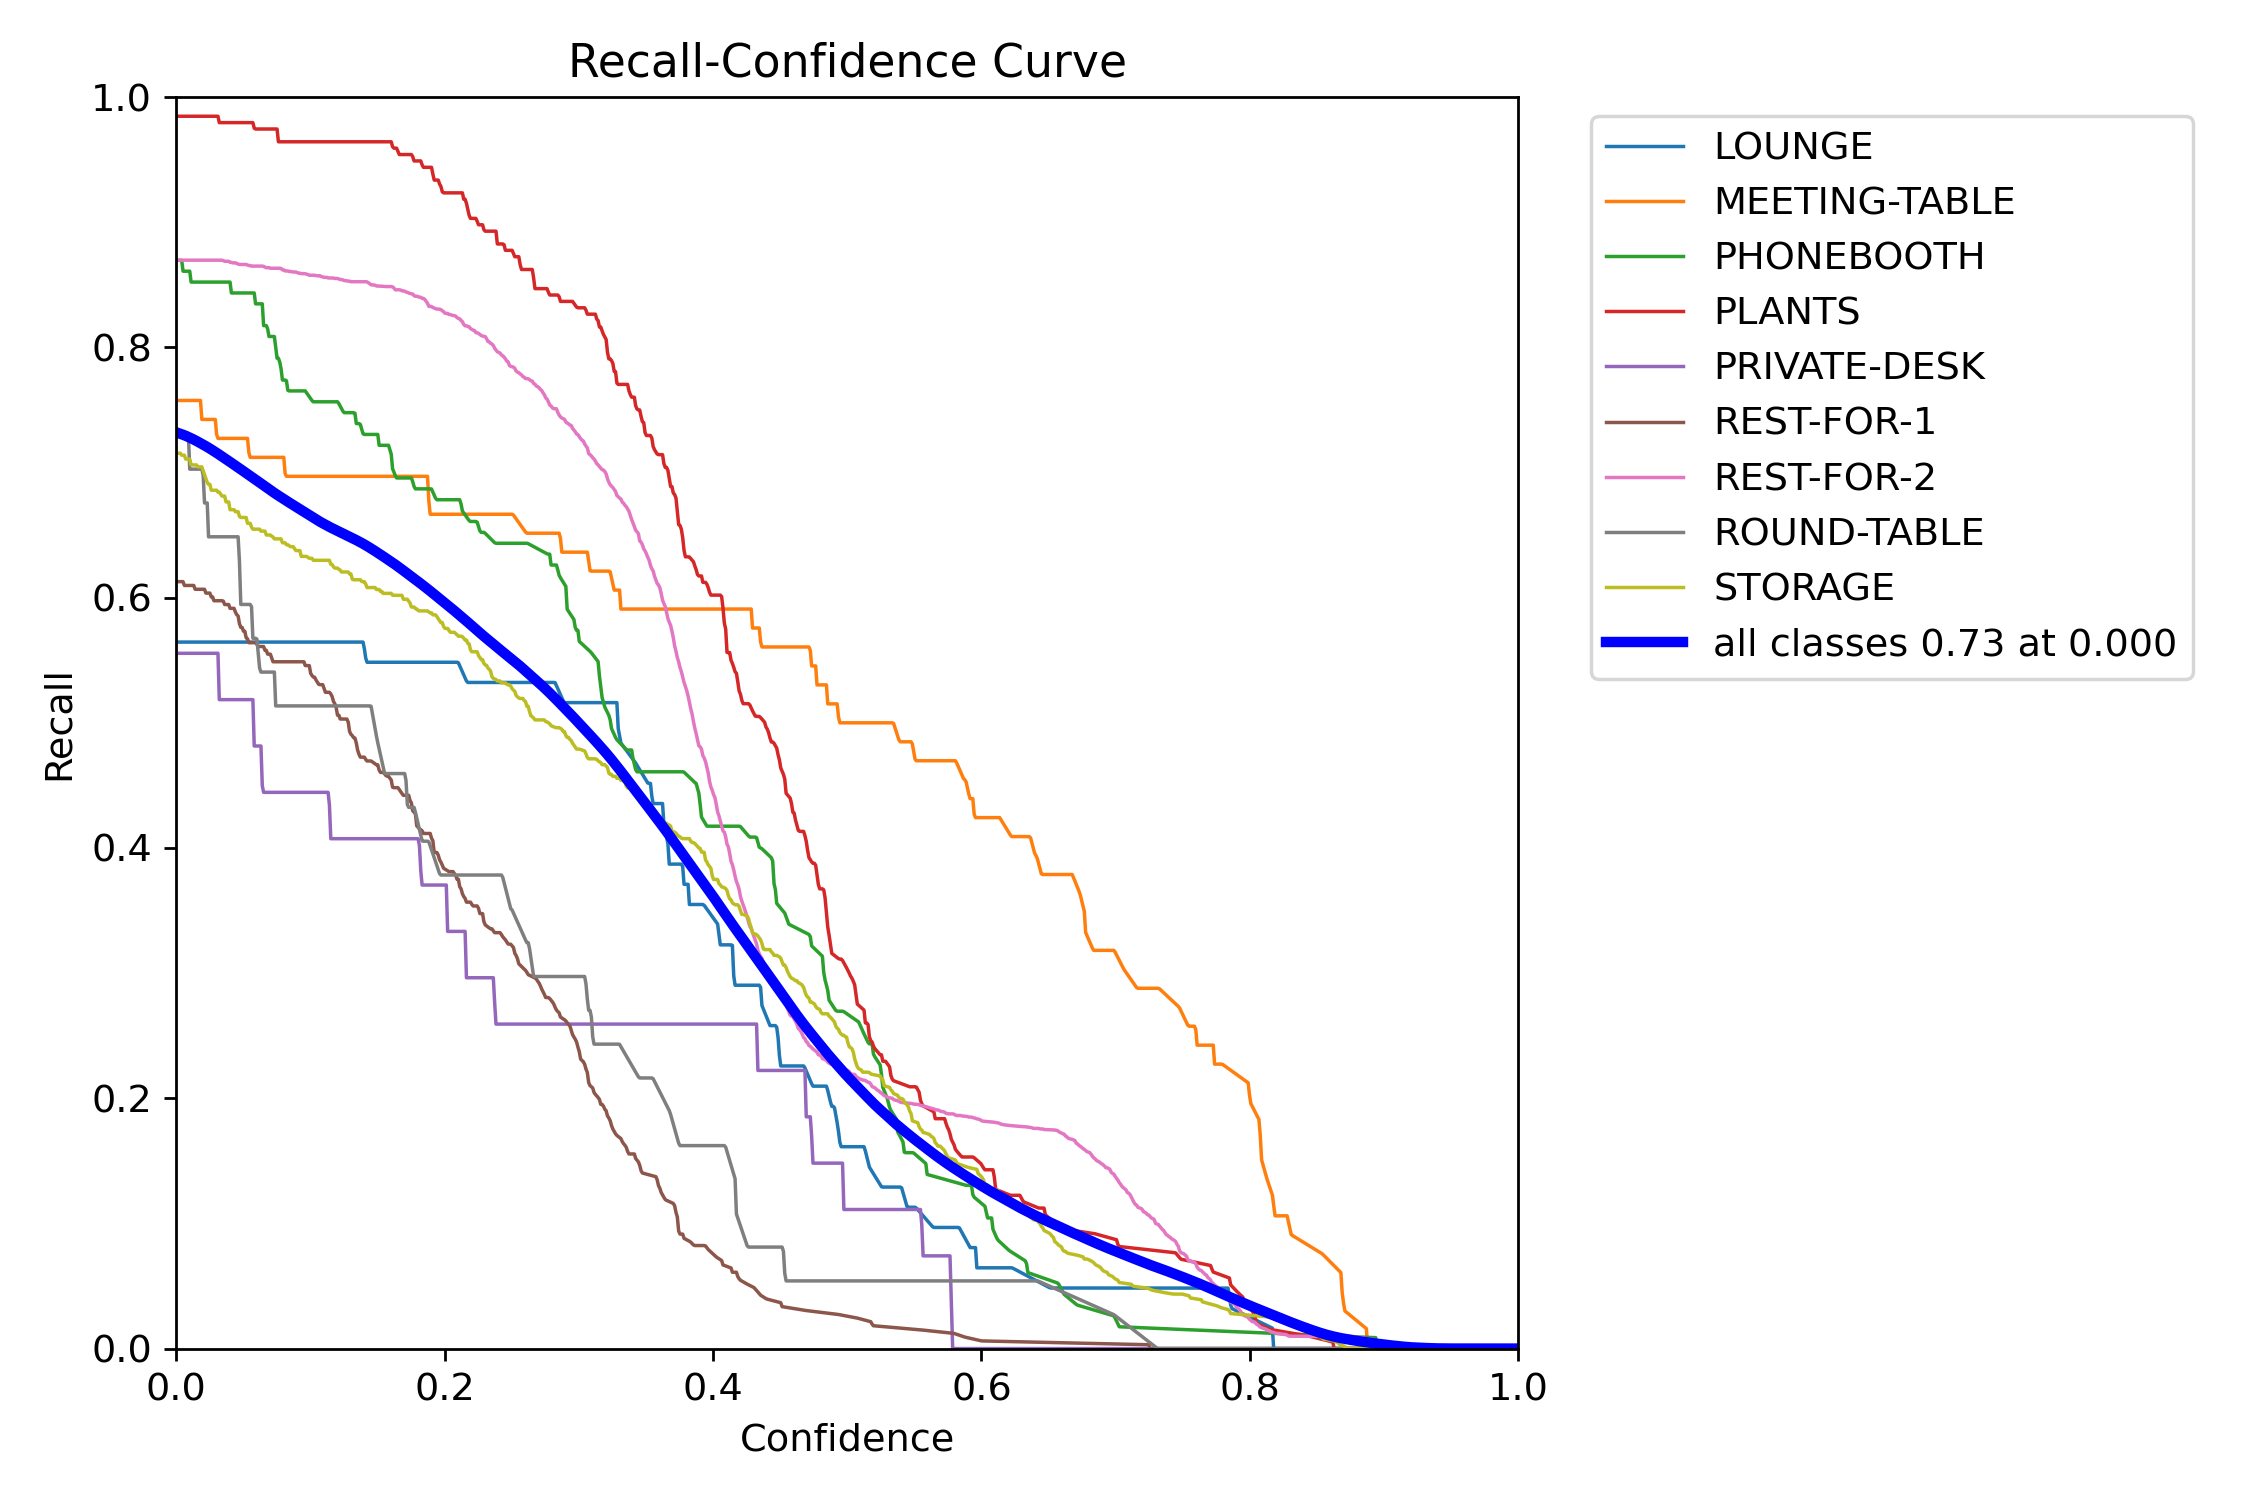 Recall-Confidence Curve
1.0
0.8
0.6
0.4
0.2
0.0
Recall
0.0 0.2 0.4 0.6 0.8 1.0
Confidence
LOUNGE
MEETING-TABLE
PHONEBOOTH
PLANTS
PRIVATE-DESK
REST-FOR-1
REST-FOR-2
ROUND-TABLE
STORAGE
all classes 0.73 at 0.000